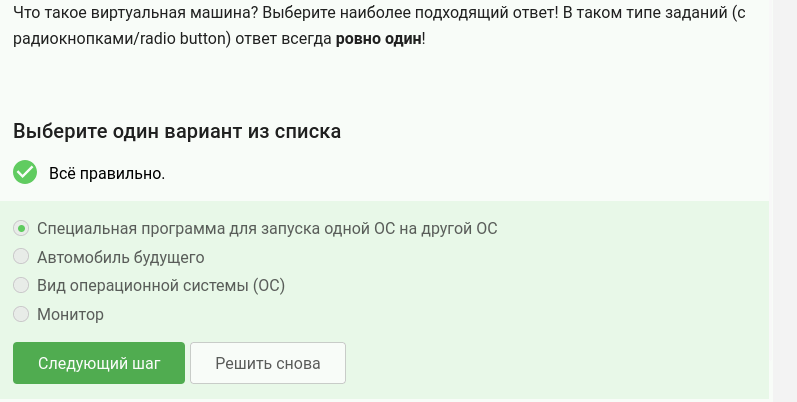 Что такое виртуальная машина? Выберите наиболее подходящий ответ! В таком типе заданий (с
радиокнопками/radio button) ответ всегда ровно один!
Выберите один вариант из списка
Всё правильно.
Специальная программа для запуска одной ОС на другой ОС
Автомобиль будущего
Вид операционной системы (ОС)
Монитор
Следующий шаг
Решить снова